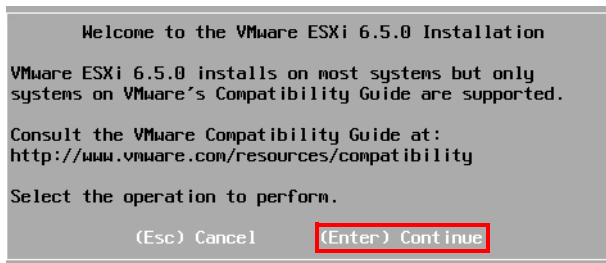 Welcome to the VMware ESXi 6.5.0 Installation
VMware ESXi 6.5.0 installs on most systems but only
systems on VMware's Compatibility Guide are supported.
Consult the VMware Compatibility Guide at:
http://www.vmware.com/resources/compatibility
Select the operation to perform.
(Esc) Cancel (Enter) Continue